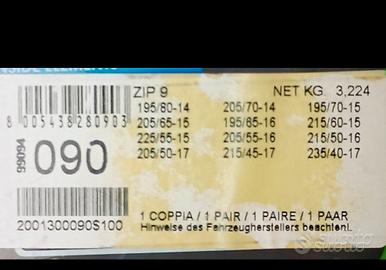 INSIDE ELEMENTS
ZIP 9 NET KG. 3,224
195/80-14 205/70-14 195/70-15
205/65-15 195/65-16 215/60-15
225/55-15 205/55-16 215/50-16
205/50-17 215/45-17 235/40-17
8 005438 280903
99094
090
2001300090S100
1 COPPIA / 1 PAIR / 1 PAIRE / 1 PAAR
Hinweise des Fahrzeugherstellers beachten!.
subito